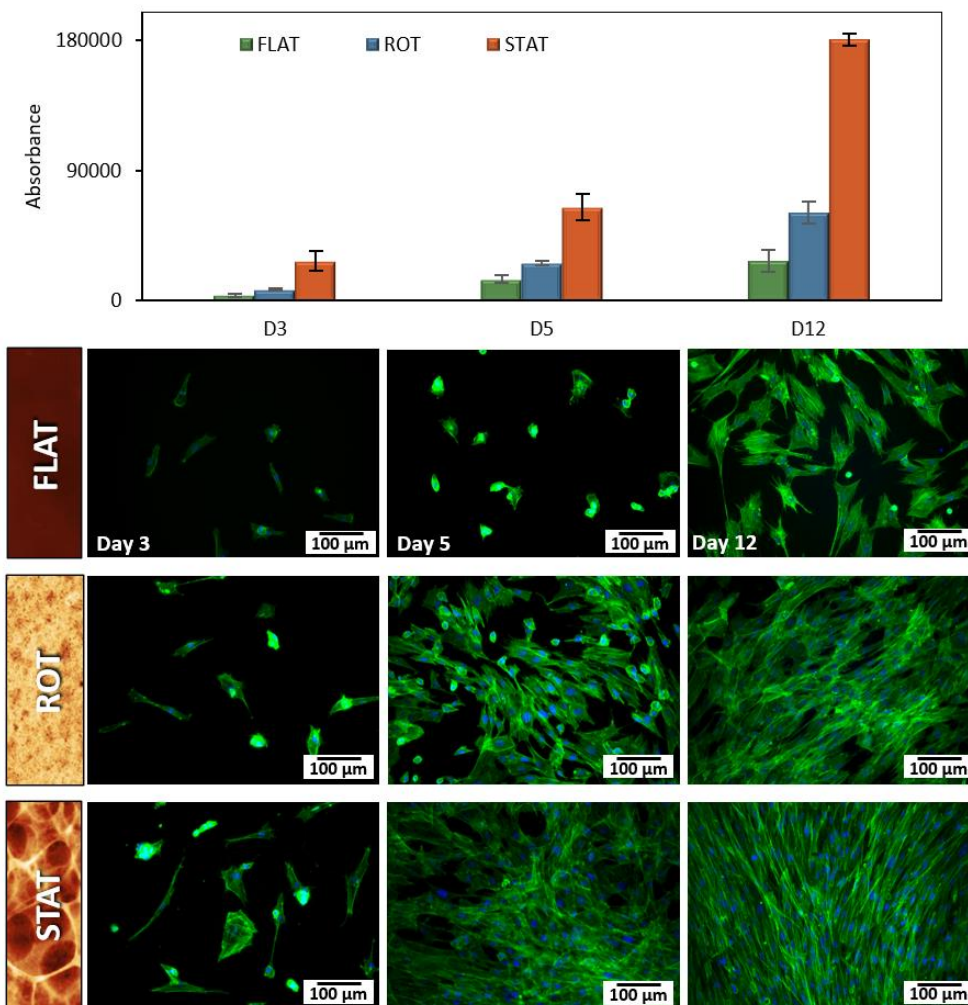 180000
FLAT ROT STAT
Absorbance
90000
0
D3 D5 D12
FLAT
Day 3 100 µm
Day 5 100 µm
Day 12 100 µm
ROT
100 µm
100 µm
100 µm
STAT
100 µm
100 µm
100 µm